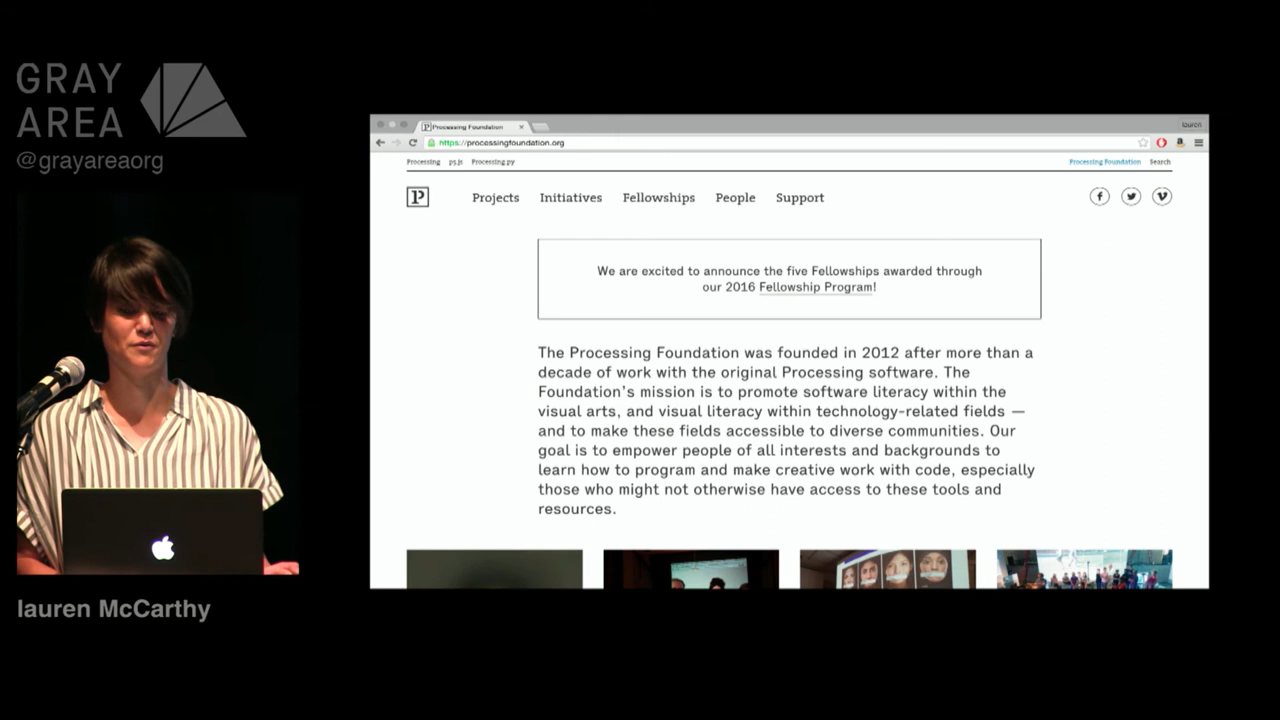 GRAY
AREA
@grayareaorg
lauren McCarthy
Processing Foundation
lauren
https://processingfoundation.org
Processing p5.js Processing.py Processing Foundation Search
P Projects Initiatives Fellowships People Support
We are excited to announce the five Fellowships awarded through
our 2016 Fellowship Program!
The Processing Foundation was founded in 2012 after more than a
decade of work with the original Processing software. The
Foundation's mission is to promote software literacy within the
visual arts, and visual literacy within technology-related fields —
and to make these fields accessible to diverse communities. Our
goal is to empower people of all interests and backgrounds to
learn how to program and make creative work with code, especially
those who might not otherwise have access to these tools and
resources.